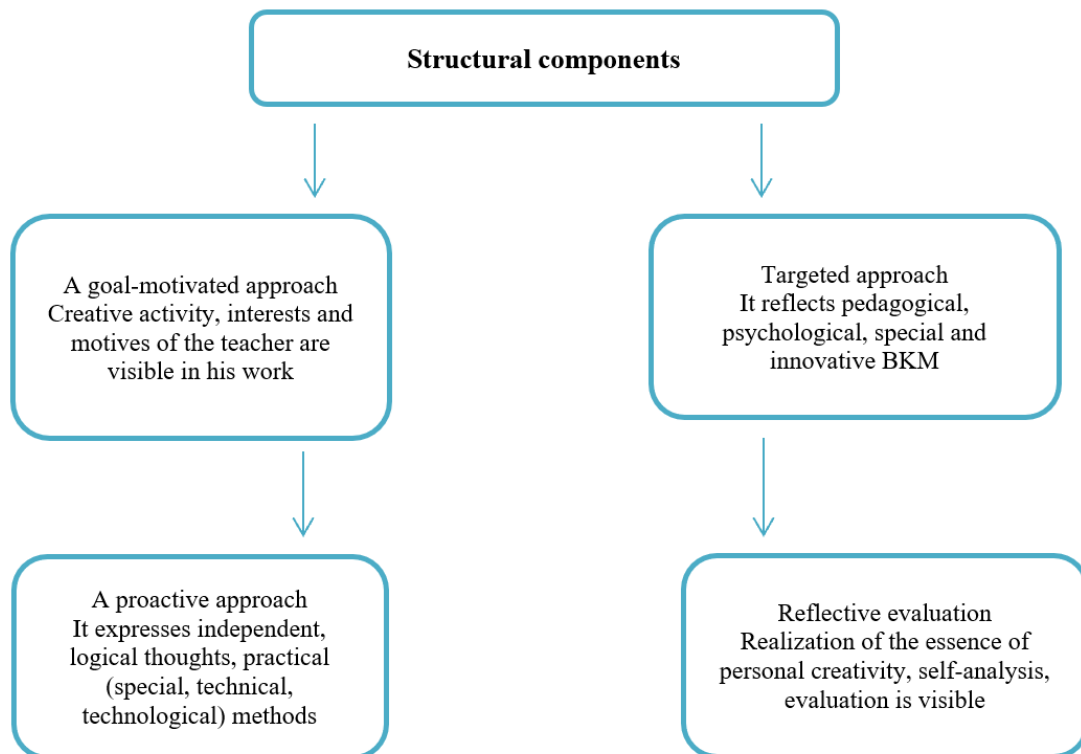 Structural components
A goal-motivated approach
Creative activity, interests and
motives of the teacher are
visible in his work
Targeted approach
It reflects pedagogical,
psychological, special and
innovative BKM
A proactive approach
It expresses independent,
logical thoughts, practical
(special, technical,
technological) methods
Reflective evaluation
Realization of the essence of
personal creativity, self-analysis,
evaluation is visible